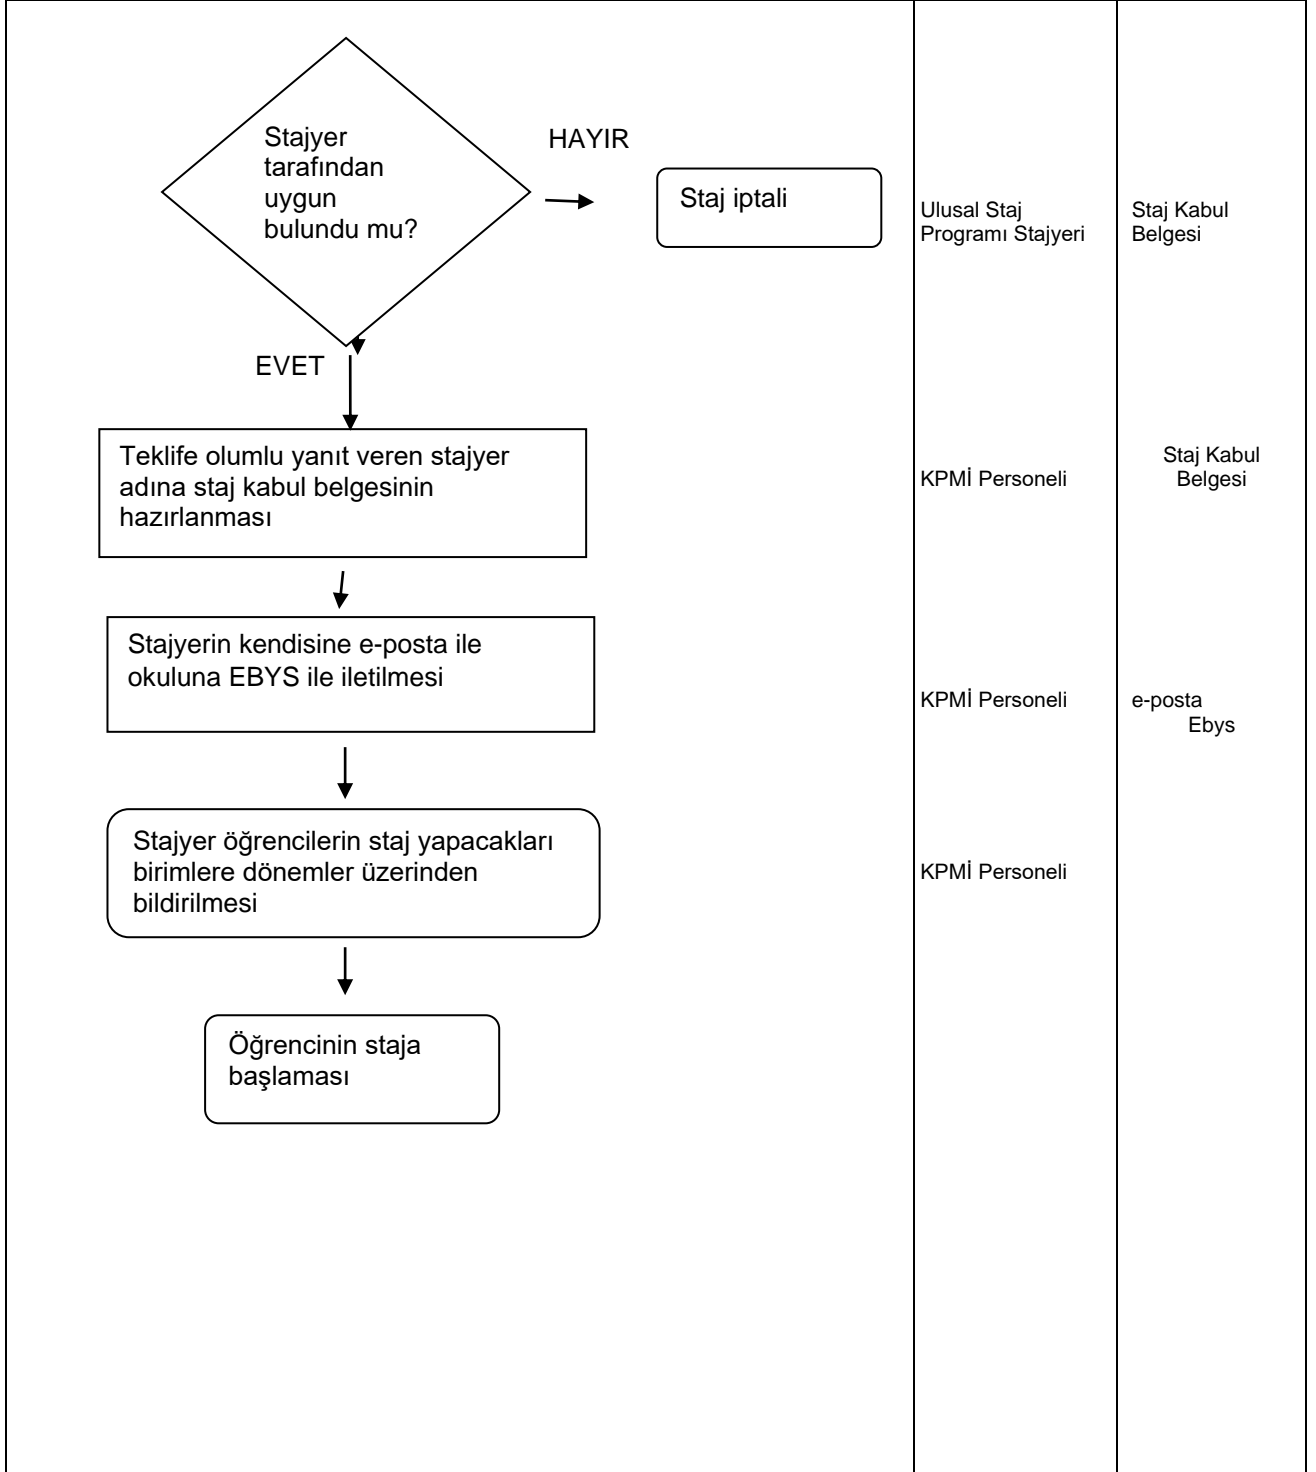 Stajyer
tarafından
uygun
bulundu mu?
HAYIR
Staj iptali
Ulusal Staj
Programı Stajyeri
Staj Kabul
Belgesi
EVET
Teklife olumlu yanıt veren stajyer
adına staj kabul belgesinin
hazırlanması
KPMİ Personeli
Staj Kabul
Belgesi
Stajyerin kendisine e-posta ile
okuluna EBYS ile iletilmesi
KPMİ Personeli
e-posta
Ebys
Stajyer öğrencilerin staj yapacakları
birimlere dönemler üzerinden
bildirilmesi
KPMİ Personeli
Öğrencinin staja
başlaması